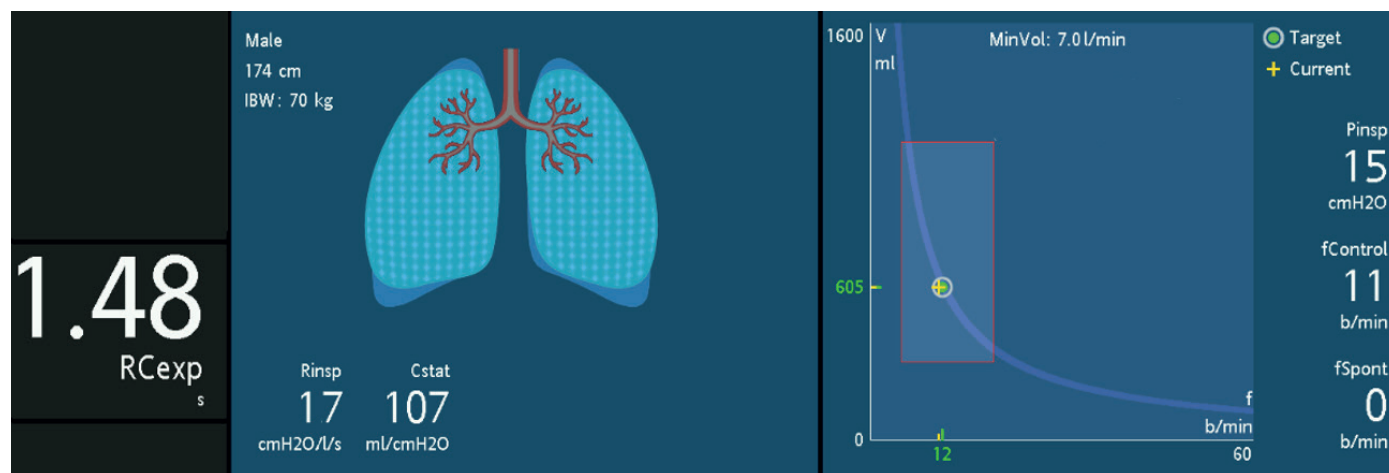 1.48
RCexp
s
Male
174 cm
IBW: 70 kg
Rinsp
17
cmH2O/l/s
Cstat
107
ml/cmH2O
1600
V
ml
MinVol: 7.0 l/min
605
0
12
f
b/min
60
Target
Current
Pinsp
15
cmH2O
fControl
11
b/min
fSpont
0
b/min